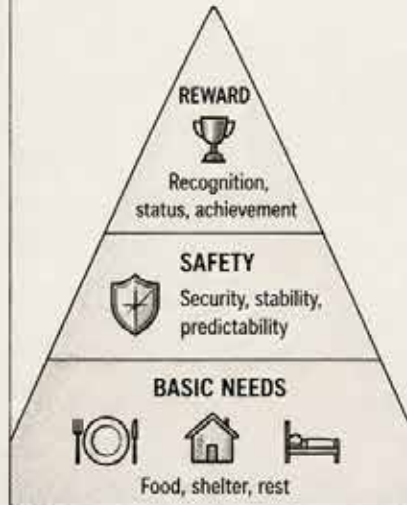 REWARD
Recognition,
status, achievement
SAFETY
Security, stability,
predictability
BASIC NEEDS
Food, shelter, rest